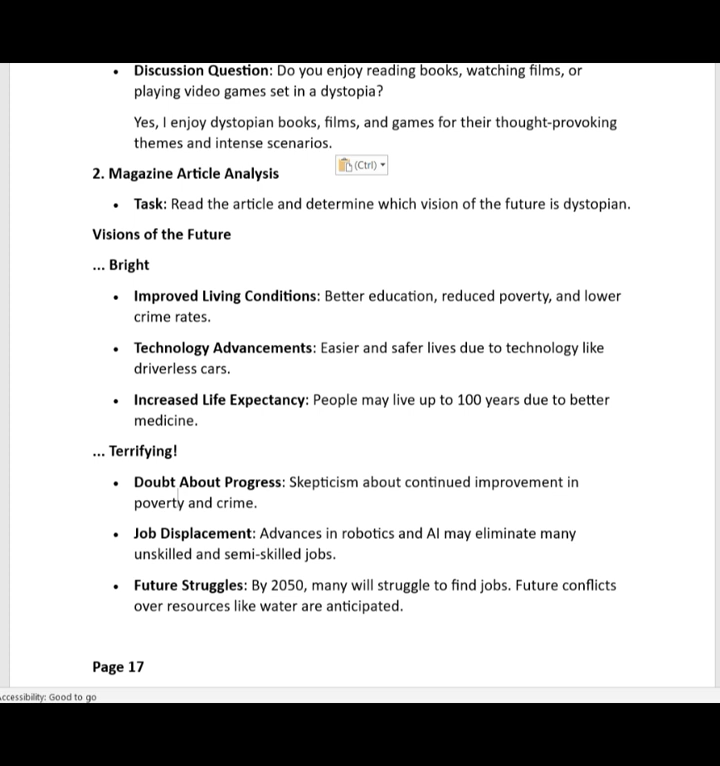 • Discussion Question: Do you enjoy reading books, watching films, or
playing video games set in a dystopia?
Yes, I enjoy dystopian books, films, and games for their thought-provoking
themes and intense scenarios.
(Ctrl)
2. Magazine Article Analysis
• Task: Read the article and determine which vision of the future is dystopian.
Visions of the Future
... Bright
• Improved Living Conditions: Better education, reduced poverty, and lower
crime rates.
• Technology Advancements: Easier and safer lives due to technology like
driverless cars.
• Increased Life Expectancy: People may live up to 100 years due to better
medicine.
... Terrifying!
• Doubt About Progress: Skepticism about continued improvement in
poverty and crime.
• Job Displacement: Advances in robotics and AI may eliminate many
unskilled and semi-skilled jobs.
• Future Struggles: By 2050, many will struggle to find jobs. Future conflicts
over resources like water are anticipated.
Page 17
ccessibility: Good to go